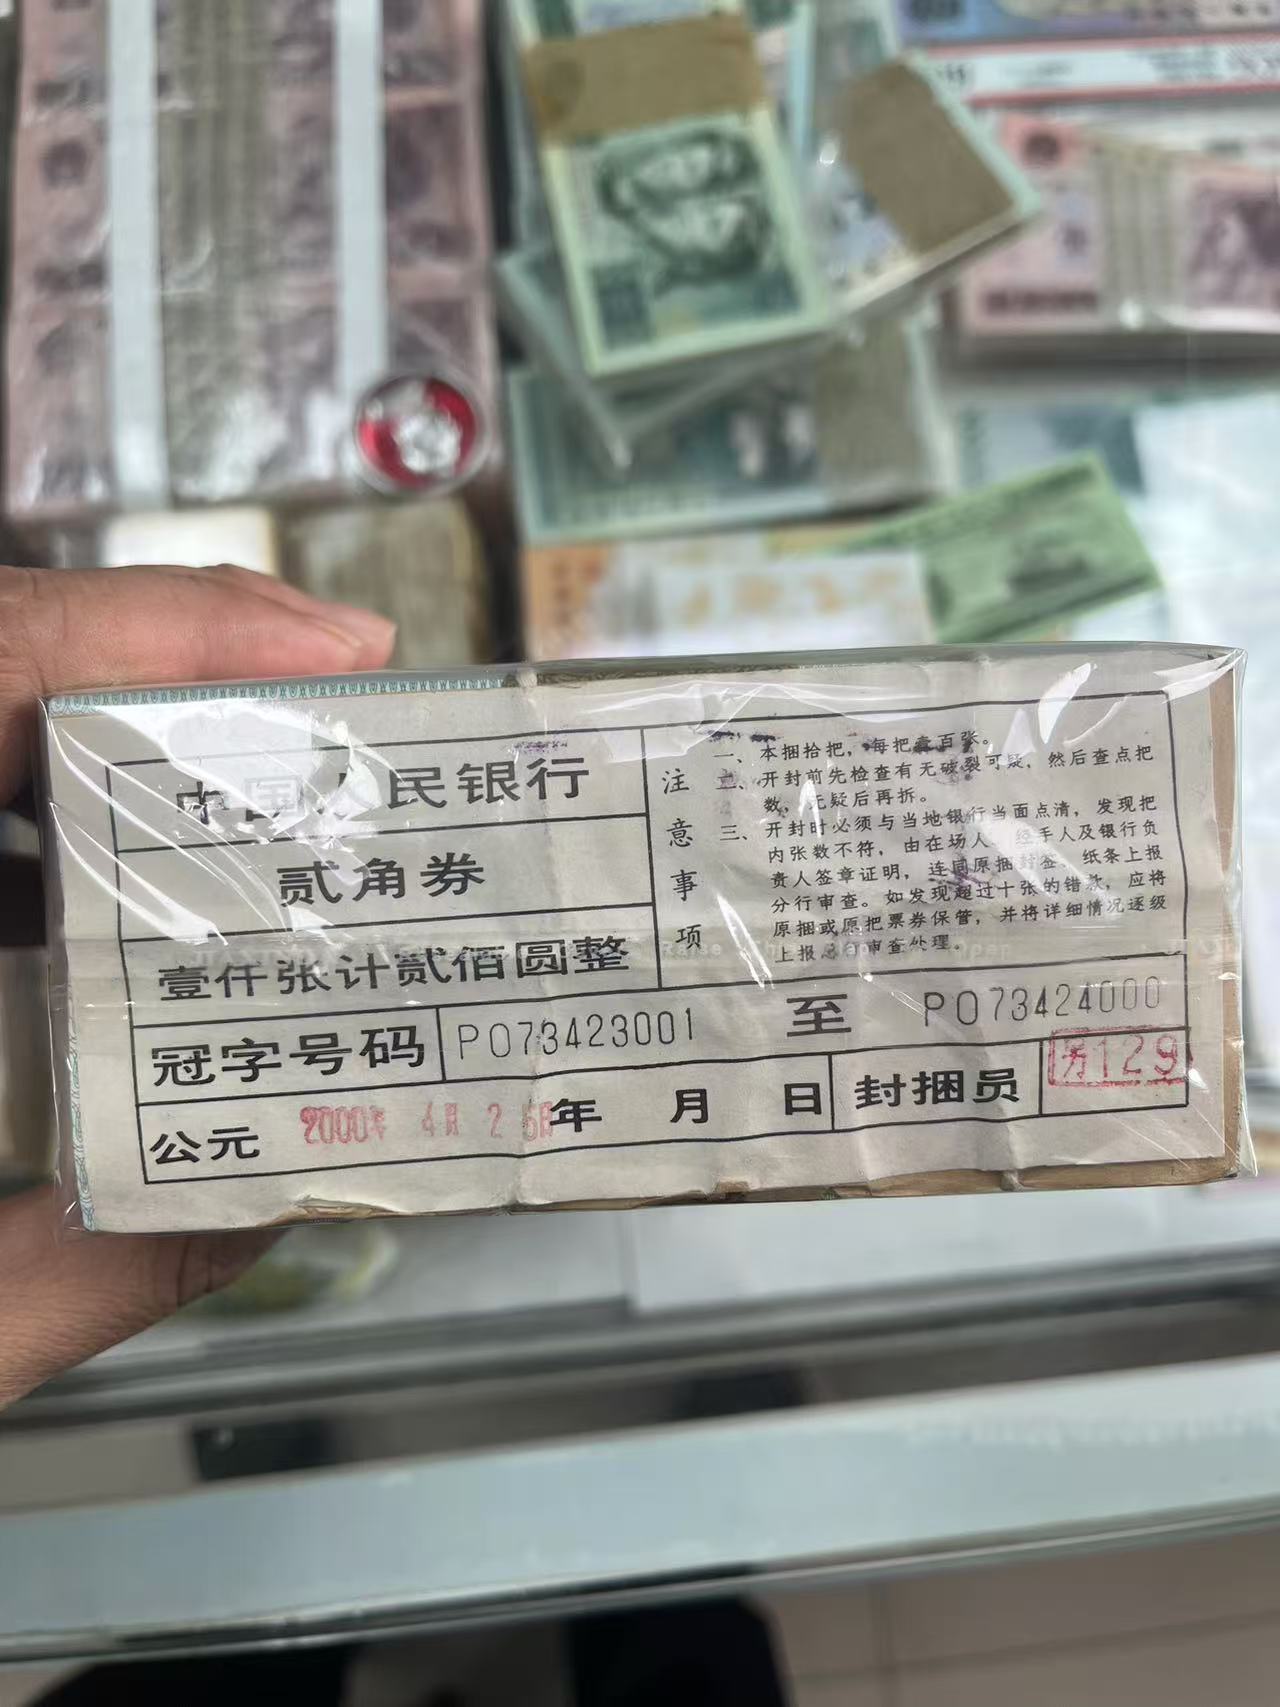 中国人民银行
贰角券
壹仟张计贰佰圆整
注意事项
一、本捆拾把，每把壹百张。
二、开封前先检查有无破裂可疑，然后查点把
数，无疑后再拆。
三、开封时必须与当地银行当面点清，发现把
内张数不符，由在场人、经手人及银行负
责人签章证明，连同原捆封签、纸条上报
分行审查。如发现超过十张的错款，应将
原捆或原把票券保管，并将详细情况逐级
上报总行审查处理。
冠字号码 PO73423001 至 PO73424000
公元 2000年 4月 25日 年 月 日 封捆员 129